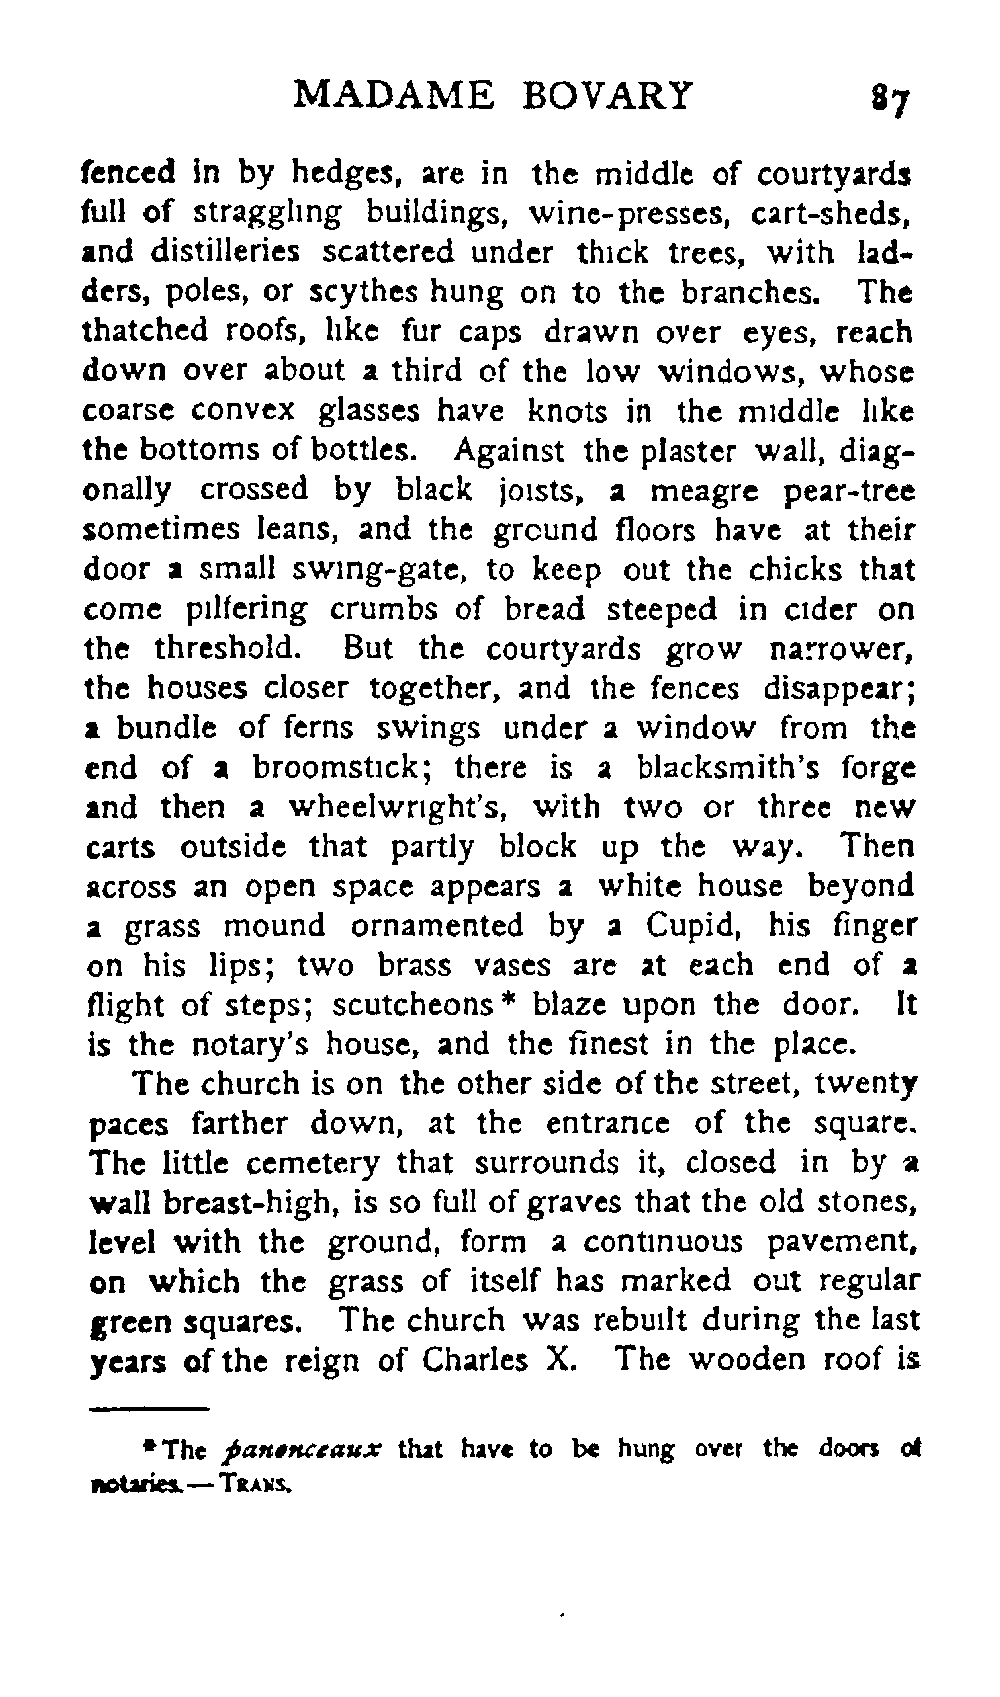 MADAME BOVARY 87
fenced in by hedges, are in the middle of courtyards
full of straggling buildings, wine-presses, cart-sheds,
and distilleries scattered under thick trees, with lad-
ders, poles, or scythes hung on to the branches. The
thatched roofs, like fur caps drawn over eyes, reach
down over about a third of the low windows, whose
coarse convex glasses have knots in the middle like
the bottoms of bottles. Against the plaster wall, diag-
onally crossed by black joists, a meagre pear-tree
sometimes leans, and the ground floors have at their
door a small swing-gate, to keep out the chicks that
come pilfering crumbs of bread steeped in cider on
the threshold. But the courtyards grow narrower,
the houses closer together, and the fences disappear;
a bundle of ferns swings under a window from the
end of a broomstick; there is a blacksmith's forge
and then a wheelwright's, with two or three new
carts outside that partly block up the way. Then
across an open space appears a white house beyond
a grass mound ornamented by a Cupid, his finger
on his lips; two brass vases are at each end of a
flight of steps; scutcheons * blaze upon the door. It
is the notary's house, and the finest in the place.
The church is on the other side of the street, twenty
paces farther down, at the entrance of the square.
The little cemetery that surrounds it, closed in by a
wall breast-high, is so full of graves that the old stones,
level with the ground, form a continuous pavement,
on which the grass of itself has marked out regular
green squares. The church was rebuilt during the last
years of the reign of Charles X. The wooden roof is
* The panonceaux that have to be hung over the doors of
notaries.—TRANS.